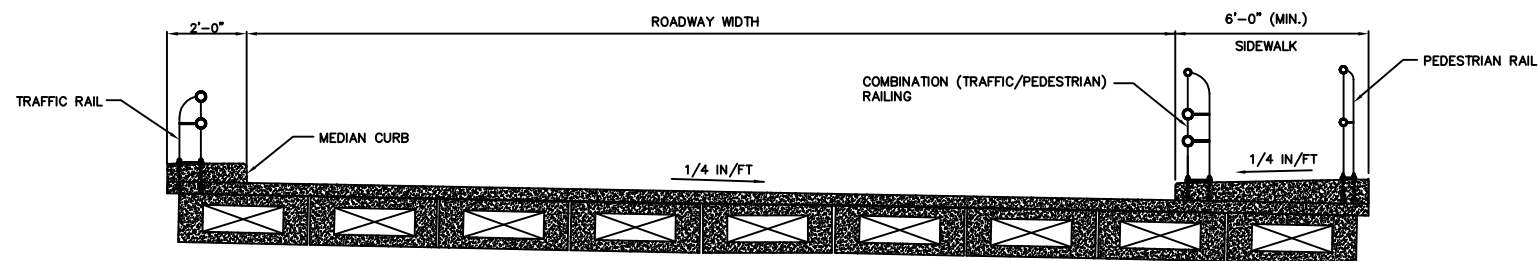 2'-0"
ROADWAY WIDTH
6'-0" (MIN.)
SIDEWALK
PEDESTRIAN RAIL
COMBINATION (TRAFFIC/PEDESTRIAN)
RAILING
TRAFFIC RAIL
MEDIAN CURB
1/4 IN/FT
1/4 IN/FT